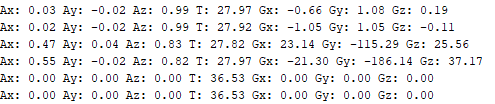 Ax: 0.03 Ay: -0.02 Az: 0.99 T: 27.97 Gx: -0.66 Gy: 1.08 Gz: 0.19
Ax: 0.02 Ay: -0.02 Az: 0.99 T: 27.92 Gx: -1.05 Gy: 1.05 Gz: -0.11
Ax: 0.47 Ay: 0.04 Az: 0.83 T: 27.82 Gx: 23.14 Gy: -115.29 Gz: 25.56
Ax: 0.55 Ay: -0.02 Az: 0.82 T: 27.97 Gx: -21.30 Gy: -186.14 Gz: 37.17
Ax: 0.00 Ay: 0.00 Az: 0.00 T: 36.53 Gx: 0.00 Gy: 0.00 Gz: 0.00
Ax: 0.00 Ay: 0.00 Az: 0.00 T: 36.53 Gx: 0.00 Gy: 0.00 Gz: 0.00